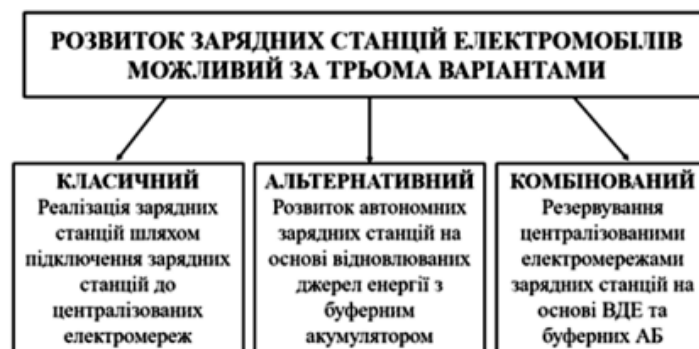 РОЗВИТОК ЗАРЯДНИХ СТАНЦІЙ ЕЛЕКТРОМОБІЛІВ
МОЖЛИВИЙ ЗА ТРЬОМА ВАРІАНТАМИ
КЛАСИЧНИЙ
Реалізація зарядних
станцій шляхом
підключення зарядних
станцій до
централізованих
електромереж
АЛЬТЕРНАТИВНИЙ
Розвиток автономних
зарядних станцій на
основі відновлюваних
джерел енергії з
буферним
акумулятором
КОМБІНОВАНИЙ
Резервування
централізованими
електромережами
зарядних станцій на
основі ВДЕ та
буферних АБ